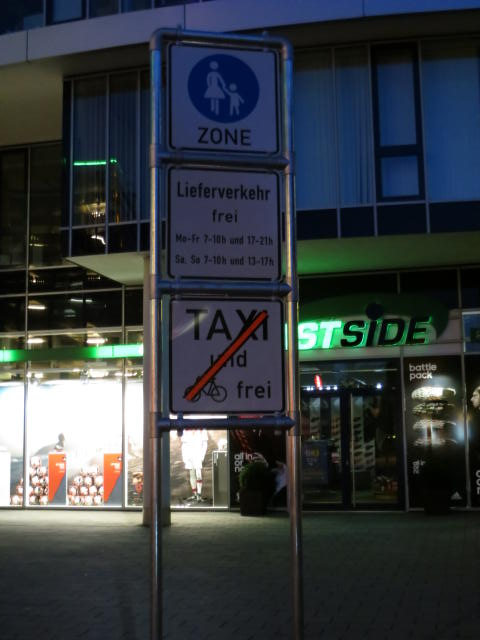 ZONE
Lieferverkehr
frei
Mo-Fr 7-10h und 17-21h
Sa, So 7-10h und 13-17h
TAXI
und
frei
STSIDE
battle
pack